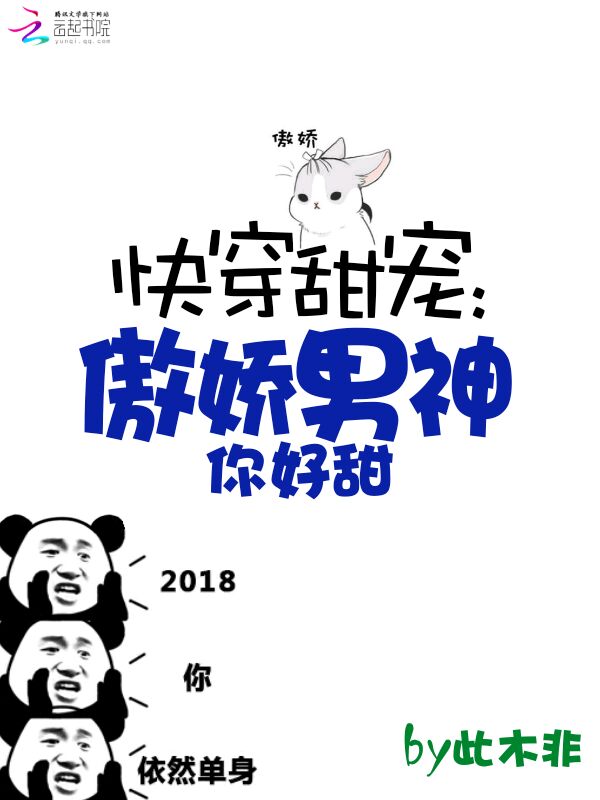 腾讯文学旗下网站
云起书院
yunqi.qq.com
傲娇
快穿甜宠:
傲娇男神
你好甜
2018
你
依然单身
by此木非